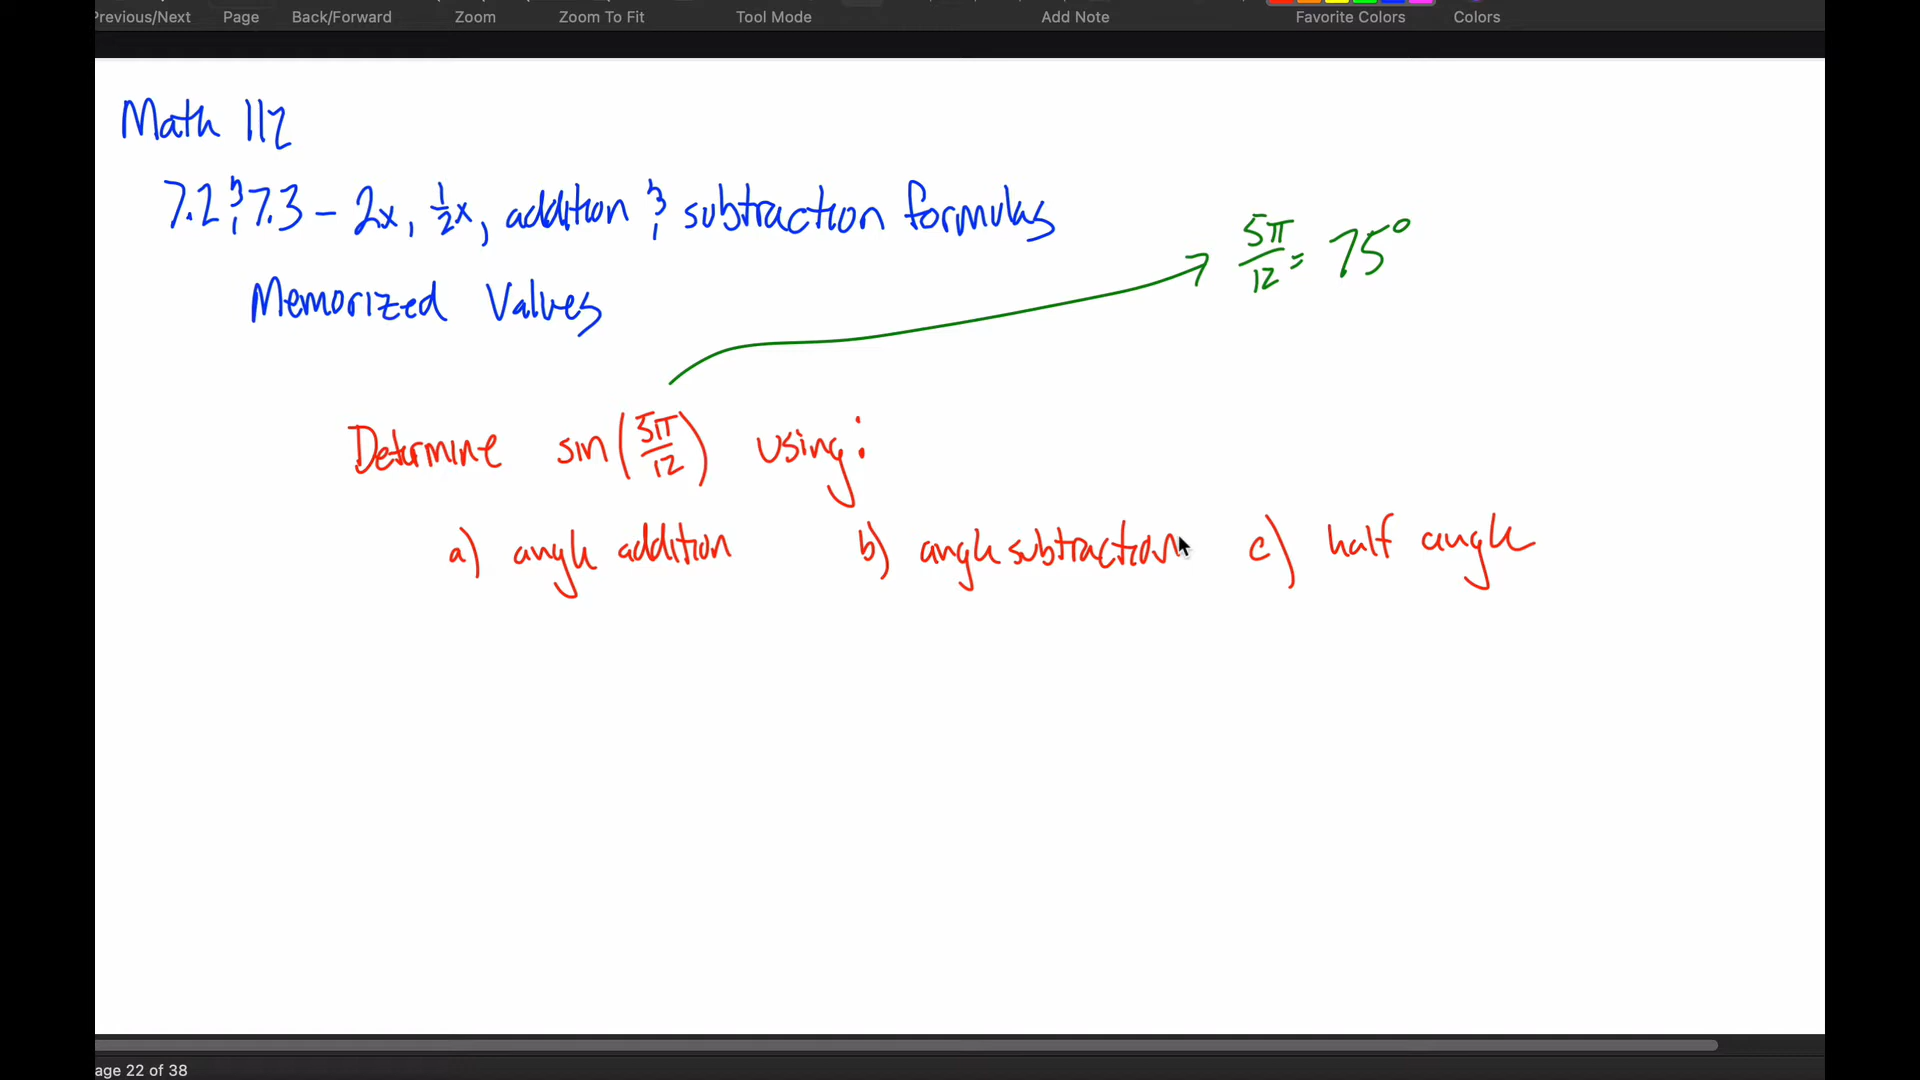 Previous/Next Page Back/Forward Zoom Zoom To Fit Tool Mode Add Note Favorite Colors Colors
Math 112
7.2 & 7.3 – 2x, ½x, addition & subtraction formulas
Memorized Values
5π/12 = 75°
Determine sin(5π/12) using:
a) angle addition b) angle subtraction c) half angle
age 22 of 38